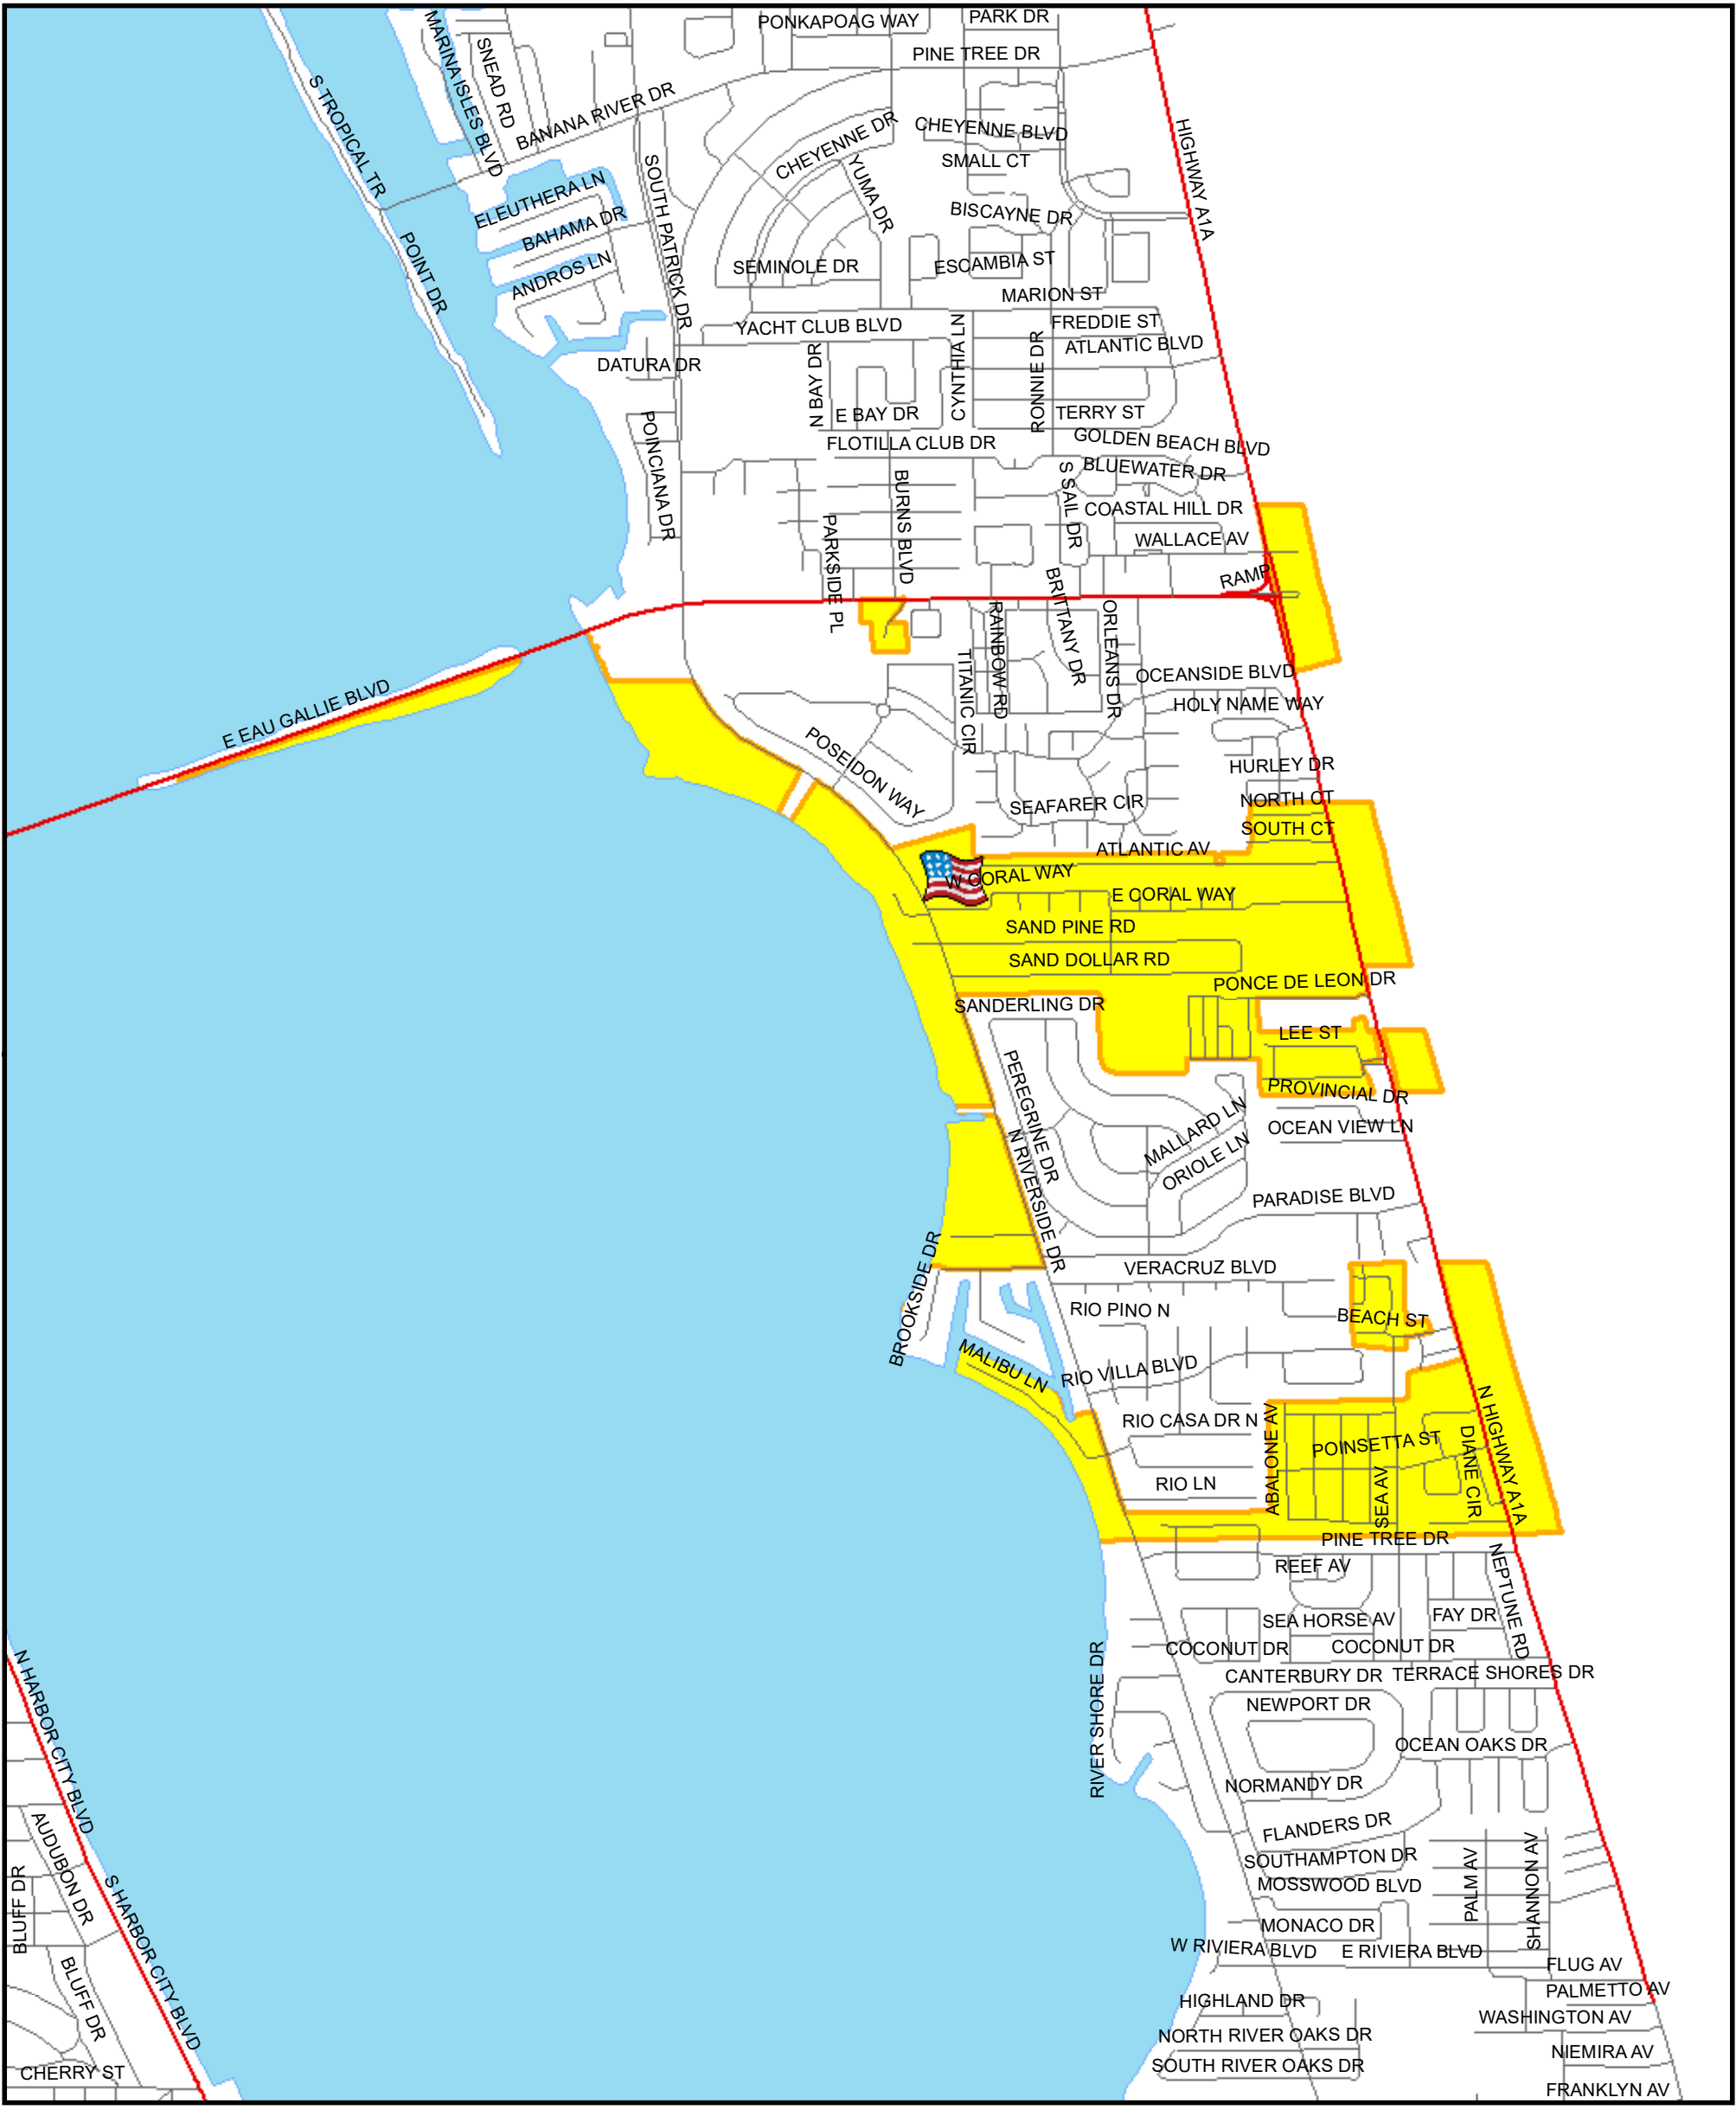 PONKAPOAG WAY
PARK DR
PINE TREE DR
MARINA ISLES BLVD
SNEAD RD
S TROPICAL TR
BANANA RIVER DR
CHEYENNE DR
CHEYENNE BLVD
SMALL CT
HIGHWAY A1A
SOUTH PATRICK DR
YUMA DR
ELEUTHERA LN
BAHAMA DR
ANDROS LN
BISCAYNE DR
POINT DR
SEMINOLE DR
ESCAMBIA ST
MARION ST
YACHT CLUB BLVD
FREDDIE ST
ATLANTIC BLVD
DATURA DR
N BAY DR
CYNTHIA LN
RONNIE DR
E BAY DR
TERRY ST
POINCIANA DR
FLOTILLA CLUB DR
GOLDEN BEACH BLVD
BLUEWATER DR
BURNS BLVD
S SAIL DR
COASTAL HILL DR
PARKSIDE PL
WALLACE AV
RAMP
BRITTANY DR
RAINBOW RD
ORLEANS DR
TITANIC CIR
OCEANSIDE BLVD
HOLY NAME WAY
E EAU GALLIE BLVD
POSEIDON WAY
HURLEY DR
SEAFARER CIR
NORTH CT
SOUTH CT
ATLANTIC AV
W CORAL WAY
E CORAL WAY
SAND PINE RD
SAND DOLLAR RD
PONCE DE LEON DR
SANDERLING DR
LEE ST
PEREGRINE DR
PROVINCIAL DR
MALLARD LN
OCEAN VIEW LN
ORIOLE LN
N RIVERSIDE DR
PARADISE BLVD
BROOKSIDE DR
VERACRUZ BLVD
RIO PINO N
BEACH ST
MALIBU LN
RIO VILLA BLVD
N HIGHWAY A1A
RIO CASA DR N
ABALONE AV
POINSETTA ST
DIANE CIR
SEA AV
RIO LN
PINE TREE DR
REEF AV
NEPTUNE RD
SEA HORSE AV
FAY DR
COCONUT DR
COCONUT DR
N HARBOR CITY BLVD
RIVER SHORE DR
CANTERBURY DR
TERRACE SHORES DR
NEWPORT DR
OCEAN OAKS DR
NORMANDY DR
AUDUBON DR
FLANDERS DR
SOUTHAMPTON DR
BLUFF DR
S HARBOR CITY BLVD
MOSSWOOD BLVD
PALM AV
SHANNON AV
MONACO DR
W RIVIERA BLVD
E RIVIERA BLVD
FLUG AV
BLUFF DR
PALMETTO AV
HIGHLAND DR
WASHINGTON AV
NORTH RIVER OAKS DR
NIEMIRA AV
SOUTH RIVER OAKS DR
CHERRY ST
FRANKLYN AV